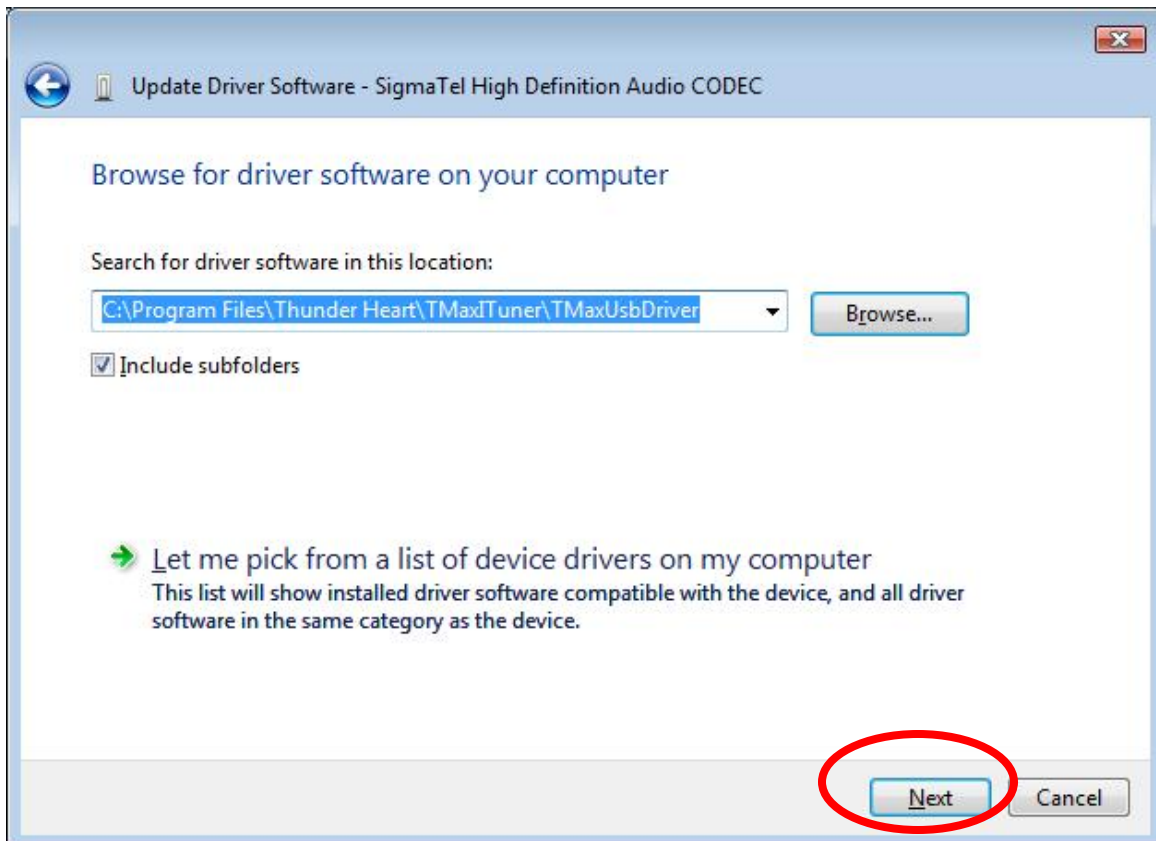 Update Driver Software - SigmaTel High Definition Audio CODEC
Browse for driver software on your computer
Search for driver software in this location:
C:\Program Files\Thunder Heart\TMaxITuner\TMaxUsbDriver
Browse...
Include subfolders
Let me pick from a list of device drivers on my computer
This list will show installed driver software compatible with the device, and all driver
software in the same category as the device.
Next
Cancel